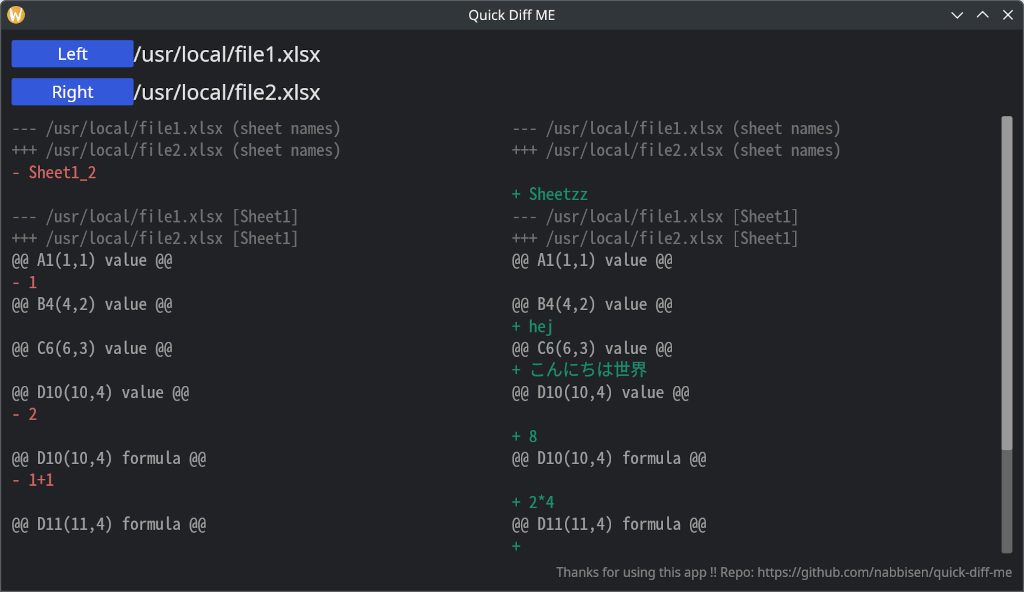 Quick Diff ME
Left /usr/local/file1.xlsx
Right /usr/local/file2.xlsx
--- /usr/local/file1.xlsx (sheet names)
+++ /usr/local/file2.xlsx (sheet names)
- Sheet1_2
--- /usr/local/file1.xlsx [Sheet1]
+++ /usr/local/file2.xlsx [Sheet1]
@@ A1(1,1) value @@
- 1
@@ B4(4,2) value @@
@@ C6(6,3) value @@
@@ D10(10,4) value @@
- 2
@@ D10(10,4) formula @@
- 1+1
@@ D11(11,4) formula @@
--- /usr/local/file1.xlsx (sheet names)
+++ /usr/local/file2.xlsx (sheet names)
+ Sheetzz
--- /usr/local/file1.xlsx [Sheet1]
+++ /usr/local/file2.xlsx [Sheet1]
@@ A1(1,1) value @@
@@ B4(4,2) value @@
+ hej
@@ C6(6,3) value @@
+ こんにちは世界
@@ D10(10,4) value @@
+ 8
@@ D10(10,4) formula @@
+ 2*4
@@ D11(11,4) formula @@
+
Thanks for using this app !! Repo: https://github.com/nabbisen/quick-diff-me